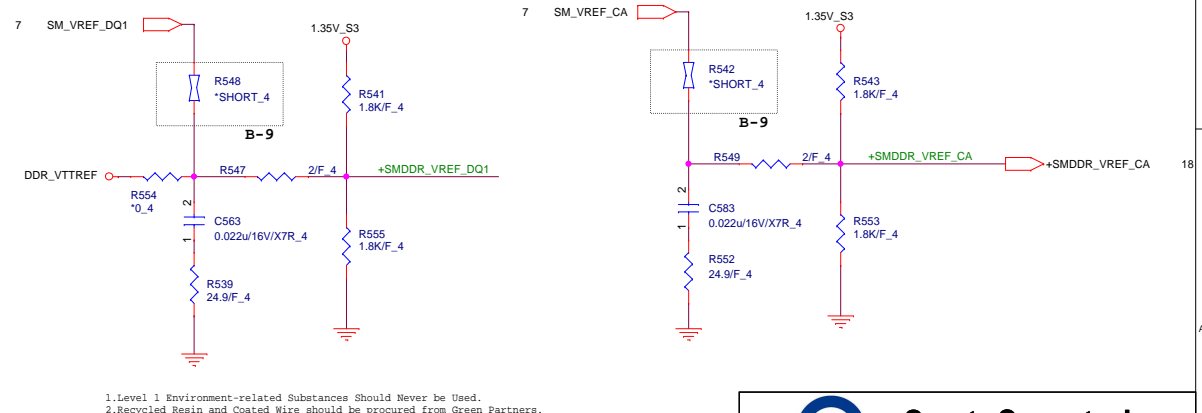 7 SM_VREF_DQ1
1.35V_S3
R548
*SHORT_4
B-9
R541
1.8K/F_4
DDR_VTTREF
R554
*0_4
R547
2/F_4
+SMDDR_VREF_DQ1
2
1
C563
0.022u/16V/X7R_4
R539
24.9/F_4
R555
1.8K/F_4
7 SM_VREF_CA
1.35V_S3
R542
*SHORT_4
B-9
R543
1.8K/F_4
R549
2/F_4
+SMDDR_VREF_CA
+SMDDR_VREF_CA 18
2
1
C583
0.022u/16V/X7R_4
R552
24.9/F_4
R553
1.8K/F_4
A
1.Level 1 Environment-related Substances Should Never be Used.
2.Recycled Resin and Coated Wire should be procured from Green Partners.